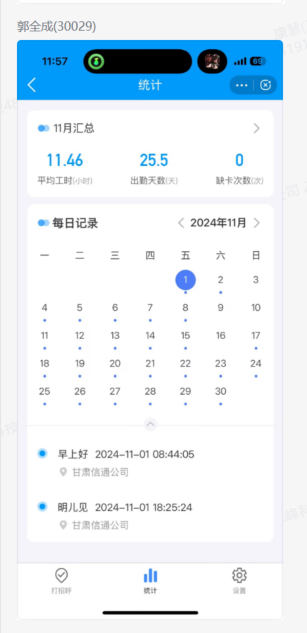 郭全成(30029)
11:57
68
统计
11月汇总
11.46 25.5 0
平均工时(小时) 出勤天数(天) 缺卡次数(次)
每日记录 2024年11月
一 二 三 四 五 六 日
1 2 3
4 5 6 7 8 9 10
11 12 13 14 15 16 17
18 19 20 21 22 23 24
25 26 27 28 29 30
早上好 2024-11-01 08:44:05
甘肃信通公司
明儿见 2024-11-01 18:25:24
甘肃信通公司
打招呼 统计 设置